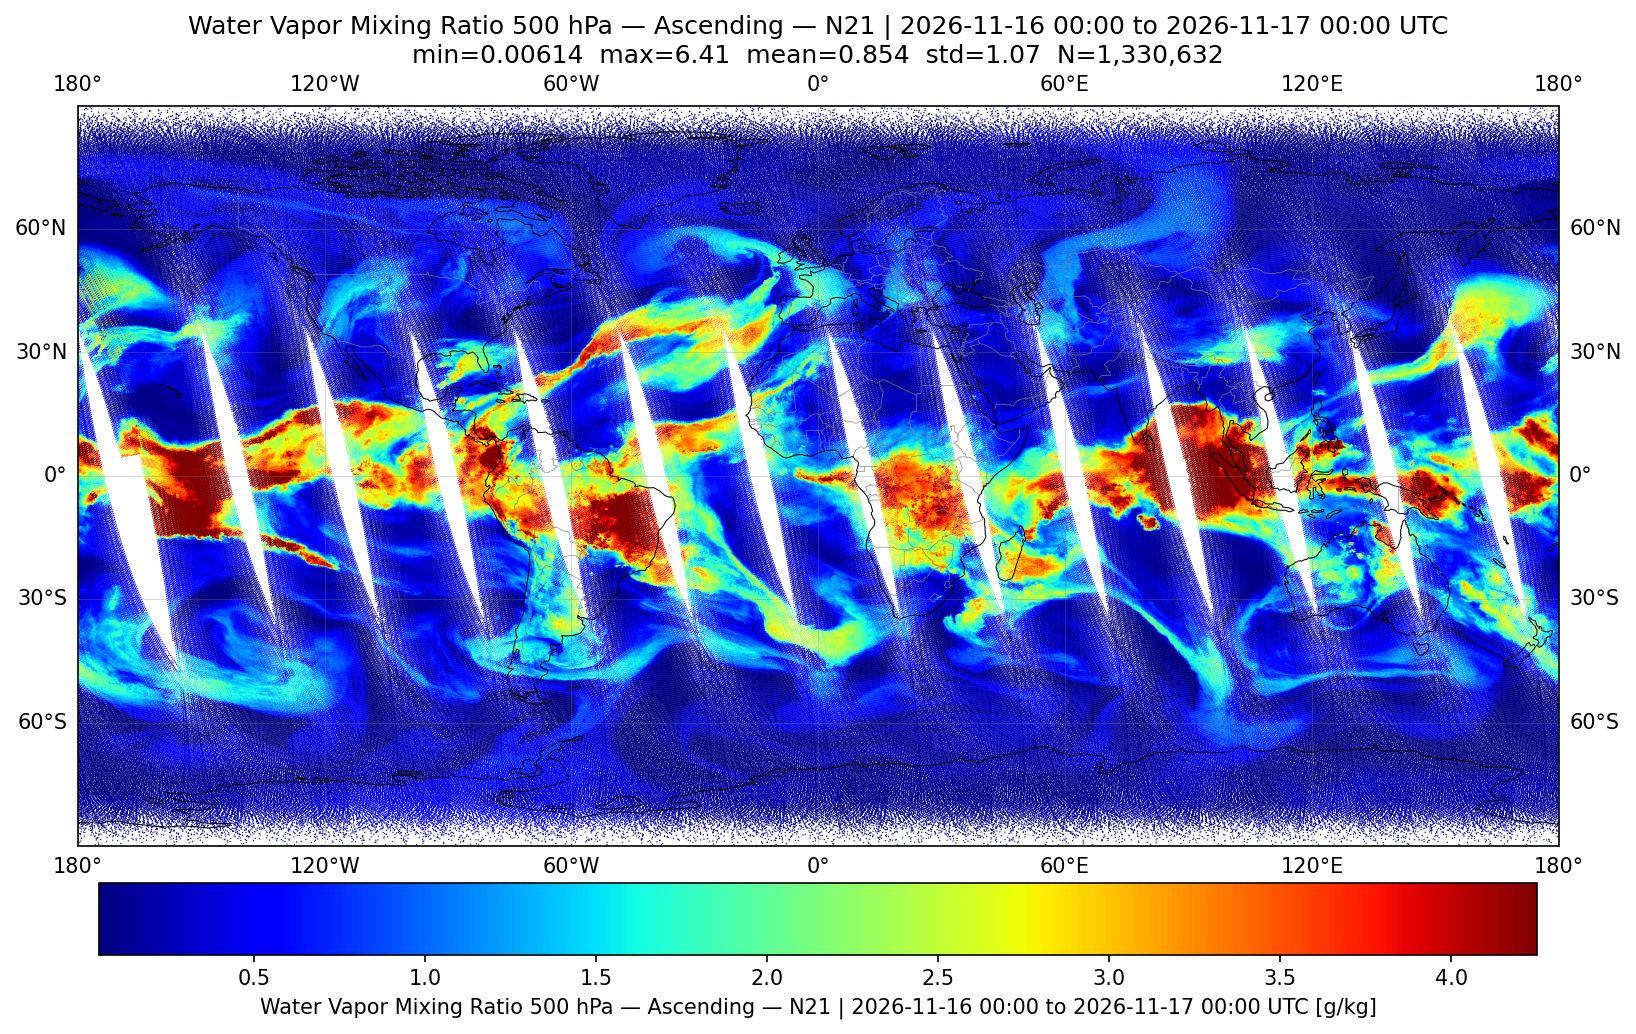 Water Vapor Mixing Ratio 500 hPa — Ascending — N21 | 2026-11-16 00:00 to 2026-11-17 00:00 UTC
min=0.00614 max=6.41 mean=0.854 std=1.07 N=1,330,632
180° 120°W 60°W 0° 60°E 120°E 180°
60°N 60°N
30°N 30°N
0° 0°
30°S 30°S
60°S 60°S
180° 120°W 60°W 0° 60°E 120°E 180°
0.5 1.0 1.5 2.0 2.5 3.0 3.5 4.0
Water Vapor Mixing Ratio 500 hPa — Ascending — N21 | 2026-11-16 00:00 to 2026-11-17 00:00 UTC [g/kg]